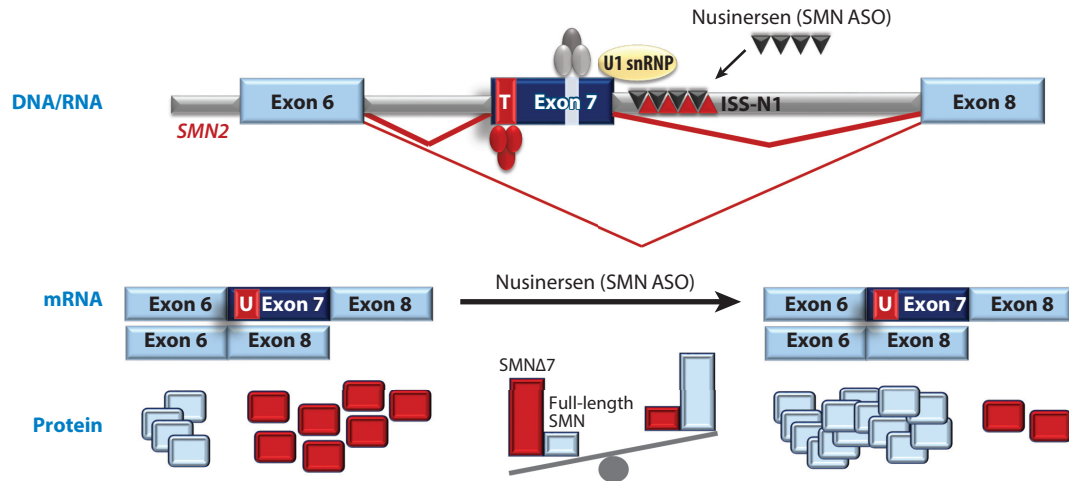 Nusinersen (SMN ASO)
U1 snRNP
DNA/RNA
Exon 6
T
Exon 7
ISS-N1
Exon 8
SMN2
Nusinersen (SMN ASO)
mRNA
Exon 6
U
Exon 7
Exon 8
Exon 6
U
Exon 7
Exon 8
Exon 6
Exon 8
Exon 6
Exon 8
SMNΔ7
Full-length
SMN
Protein